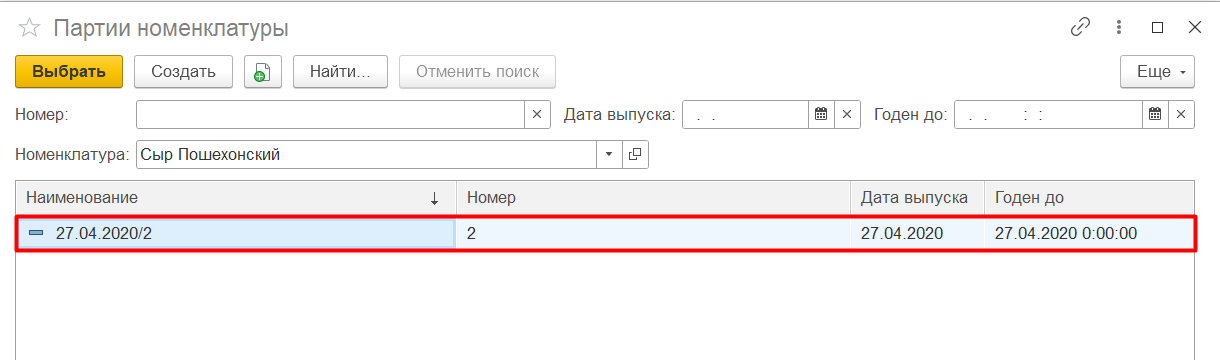 Партии номенклатуры
Выбрать Создать Найти... Отменить поиск Еще
Номер: Дата выпуска: . . Годен до: . . : :
Номенклатура: Сыр Пошехонский
Наименование ↓ Номер Дата выпуска Годен до
27.04.2020/2 2 27.04.2020 27.04.2020 0:00:00